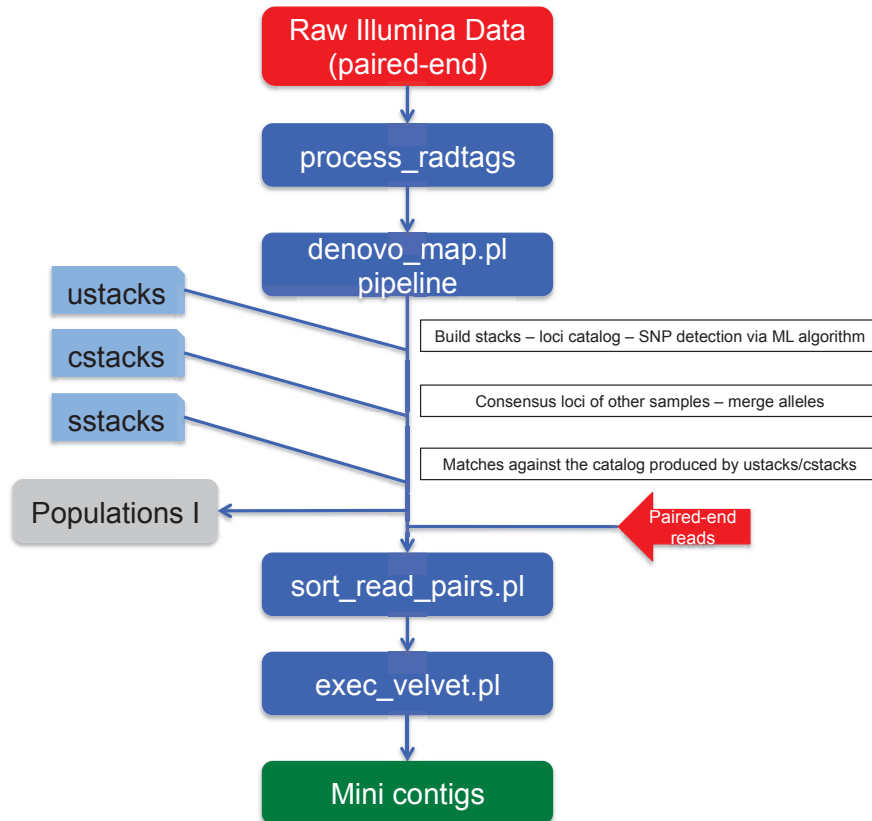 Raw Illumina Data
(paired-end)
process_radtags
denovo_map.pl
pipeline
ustacks
Build stacks – loci catalog – SNP detection via ML algorithm
cstacks
Consensus loci of other samples – merge alleles
sstacks
Matches against the catalog produced by ustacks/cstacks
Populations I
Paired-end
reads
sort_read_pairs.pl
exec_velvet.pl
Mini contigs